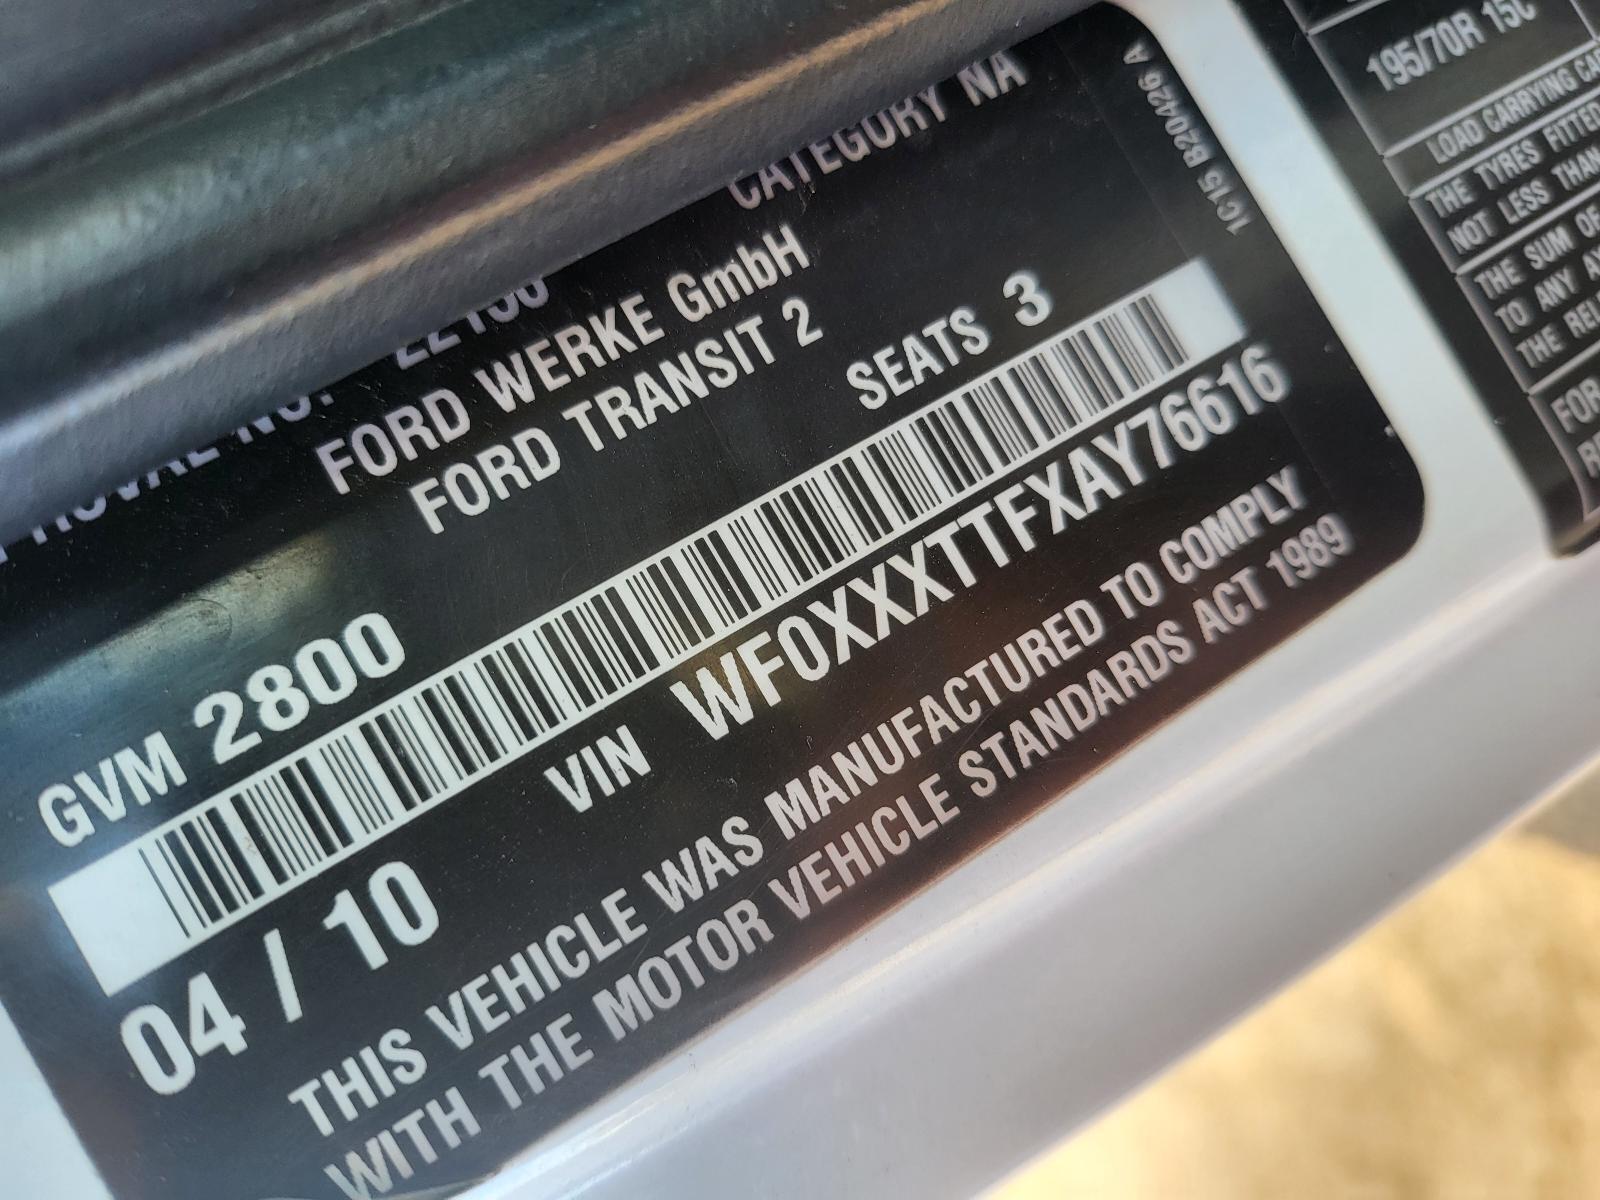 CATEGORY NA
FORD WERKE GmbH
FORD TRANSIT 2
GVM 2800
SEATS 3
04 / 10
VIN WF0XXXTTFXAY76616
THIS VEHICLE WAS MANUFACTURED TO COMPLY
WITH THE MOTOR VEHICLE STANDARDS ACT 1989
1C15 B20426 A
195/70R 15C
LOAD CARRYING
THE TYRES FITTED
NOT LESS THAN
THE SUM OF
TO ANY
THE
FOR